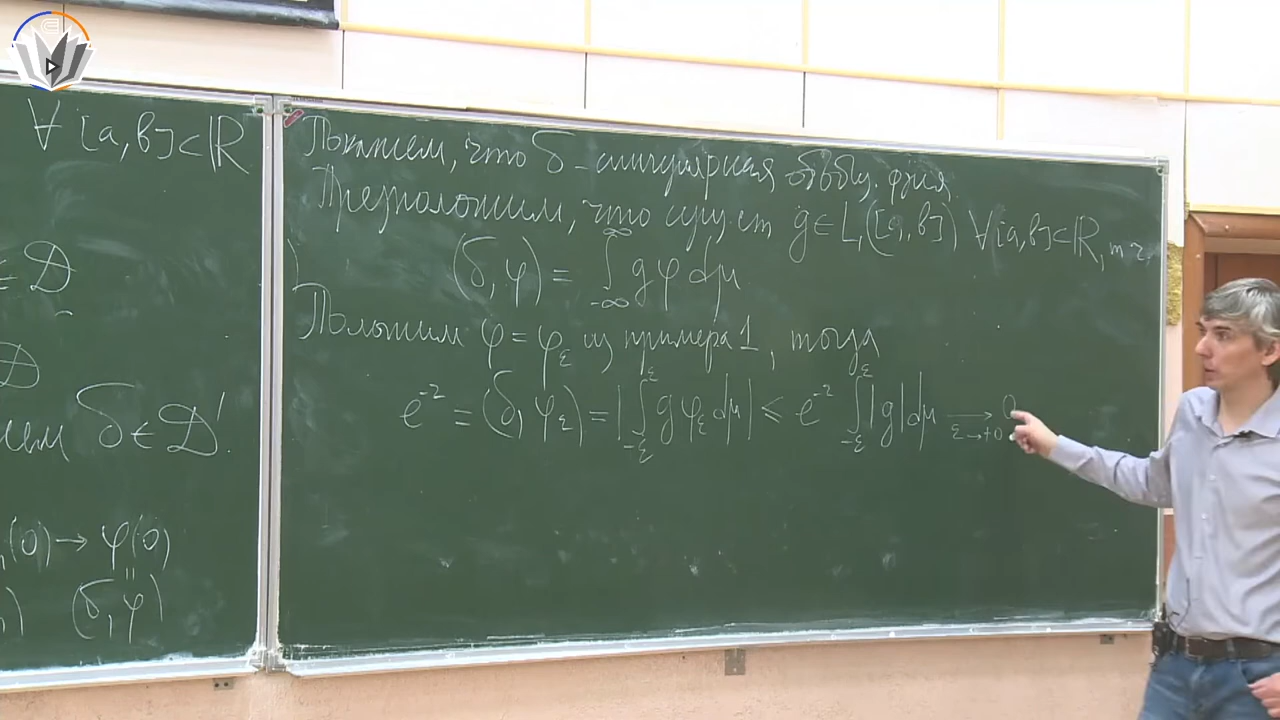 ∀ [a,b]⊂ℝ
∈ 𝒟
𝒟
ем δ∈𝒟'.
(0)→ φ(0)
||
) (δ,φ)
Покажем, что δ - сингулярная обобщ. ф-ция
Предположим, что сущ-ет g∈L₁([a,b]) ∀[a,b]⊂ℝ, т.ч.
(δ,φ) = ∫_{-∞}^{∞} gφ dμ
Положим φ=φ_ε из примера 1, тогда
e^{-2} = (δ,φ_ε) = |∫_{-ε}^{ε} gφ_ε dμ| ≤ e^{-2} ∫_{-ε}^{ε} |g|dμ ⟶_{ε→+0} 0